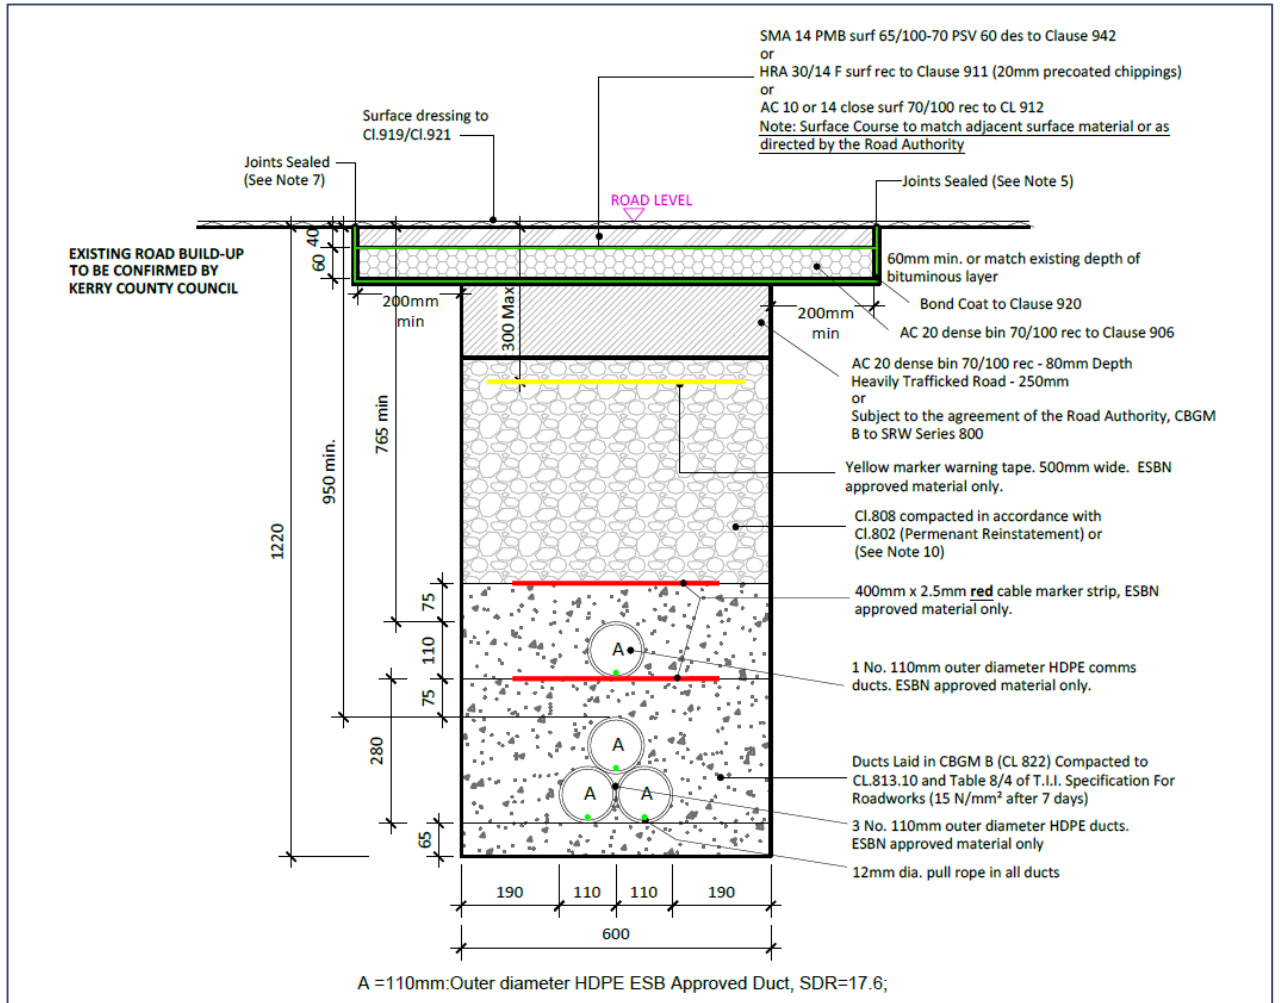 SMA 14 PMB surf 65/100-70 PSV 60 des to Clause 942
or
HRA 30/14 F surf rec to Clause 911 (20mm precoated chippings)
or
AC 10 or 14 close surf 70/100 rec to CL 912
Note: Surface Course to match adjacent surface material or as
directed by the Road Authority
Surface dressing to
Cl.919/Cl.921
Joints Sealed
(See Note 7)
Joints Sealed (See Note 5)
ROAD LEVEL
EXISTING ROAD BUILD-UP
TO BE CONFIRMED BY
KERRY COUNTY COUNCIL
40
60
60mm min. or match existing depth of
bituminous layer
Bond Coat to Clause 920
AC 20 dense bin 70/100 rec to Clause 906
200mm
min
300 Max
200mm
min
AC 20 dense bin 70/100 rec - 80mm Depth
Heavily Trafficked Road - 250mm
or
Subject to the agreement of the Road Authority, CBGM
B to SRW Series 800
Yellow marker warning tape. 500mm wide. ESBN
approved material only.
Cl.808 compacted in accordance with
Cl.802 (Permenant Reinstatement) or
(See Note 10)
400mm x 2.5mm red cable marker strip, ESBN
approved material only.
1 No. 110mm outer diameter HDPE comms
ducts. ESBN approved material only.
Ducts Laid in CBGM B (CL 822) Compacted to
CL.813.10 and Table 8/4 of T.I.I. Specification For
Roadworks (15 N/mm² after 7 days)
3 No. 110mm outer diameter HDPE ducts.
ESBN approved material only
12mm dia. pull rope in all ducts
1220
950 min.
765 min
75
110
75
280
65
A
A
A
A
190
110
110
190
600
A =110mm:Outer diameter HDPE ESB Approved Duct, SDR=17.6;